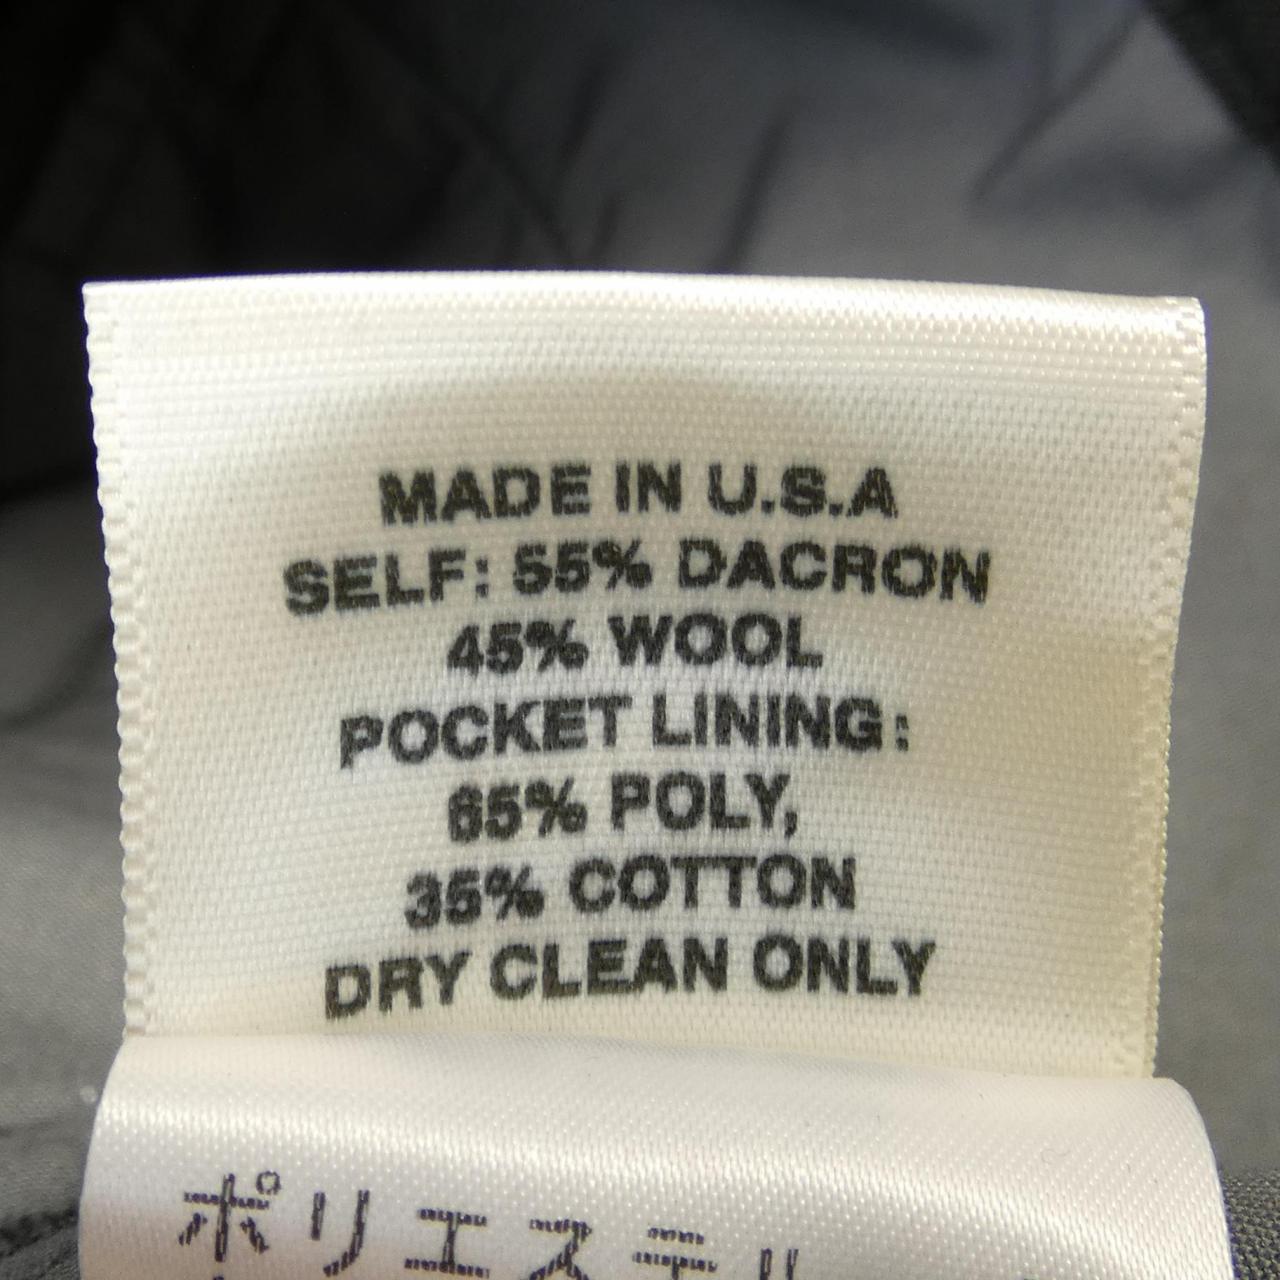 MADE IN U.S.A
SELF: 55% DACRON
45% WOOL
POCKET LINING:
65% POLY,
35% COTTON
DRY CLEAN ONLY
ポリエステル